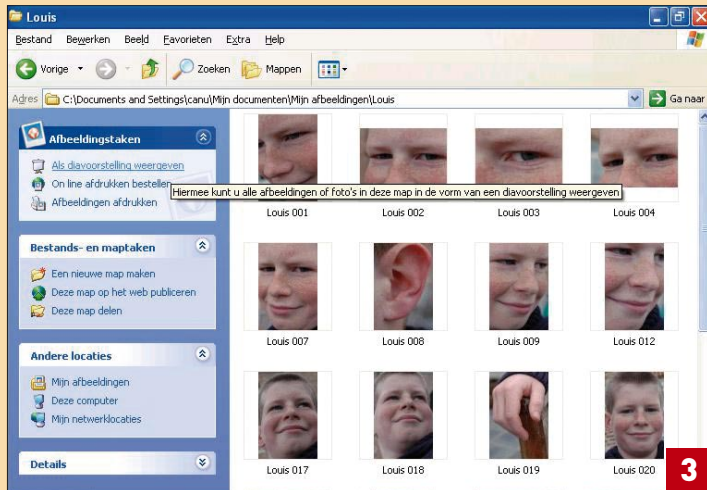 Louis
Bestand Bewerken Beeld Favorieten Extra Help
Vorige Zoeken Mappen
Adres C:\Documents and Settings\canu\Mijn documenten\Mijn afbeeldingen\Louis Ga naar
Afbeeldingstaken
Als diavoorstelling weergeven
On line afdrukken bestellen
Hiermee kunt u alle afbeeldingen of foto's in deze map in de vorm van een diavoorstelling weergeven
Afbeeldingen afdrukken
Louis 001 Louis 002 Louis 003 Louis 004
Bestands- en maptaken
Een nieuwe map maken
Deze map op het web publiceren
Deze map delen
Louis 007 Louis 008 Louis 009 Louis 012
Andere locaties
Mijn afbeeldingen
Deze computer
Mijn netwerklocaties
Details
Louis 017 Louis 018 Louis 019 Louis 020
3